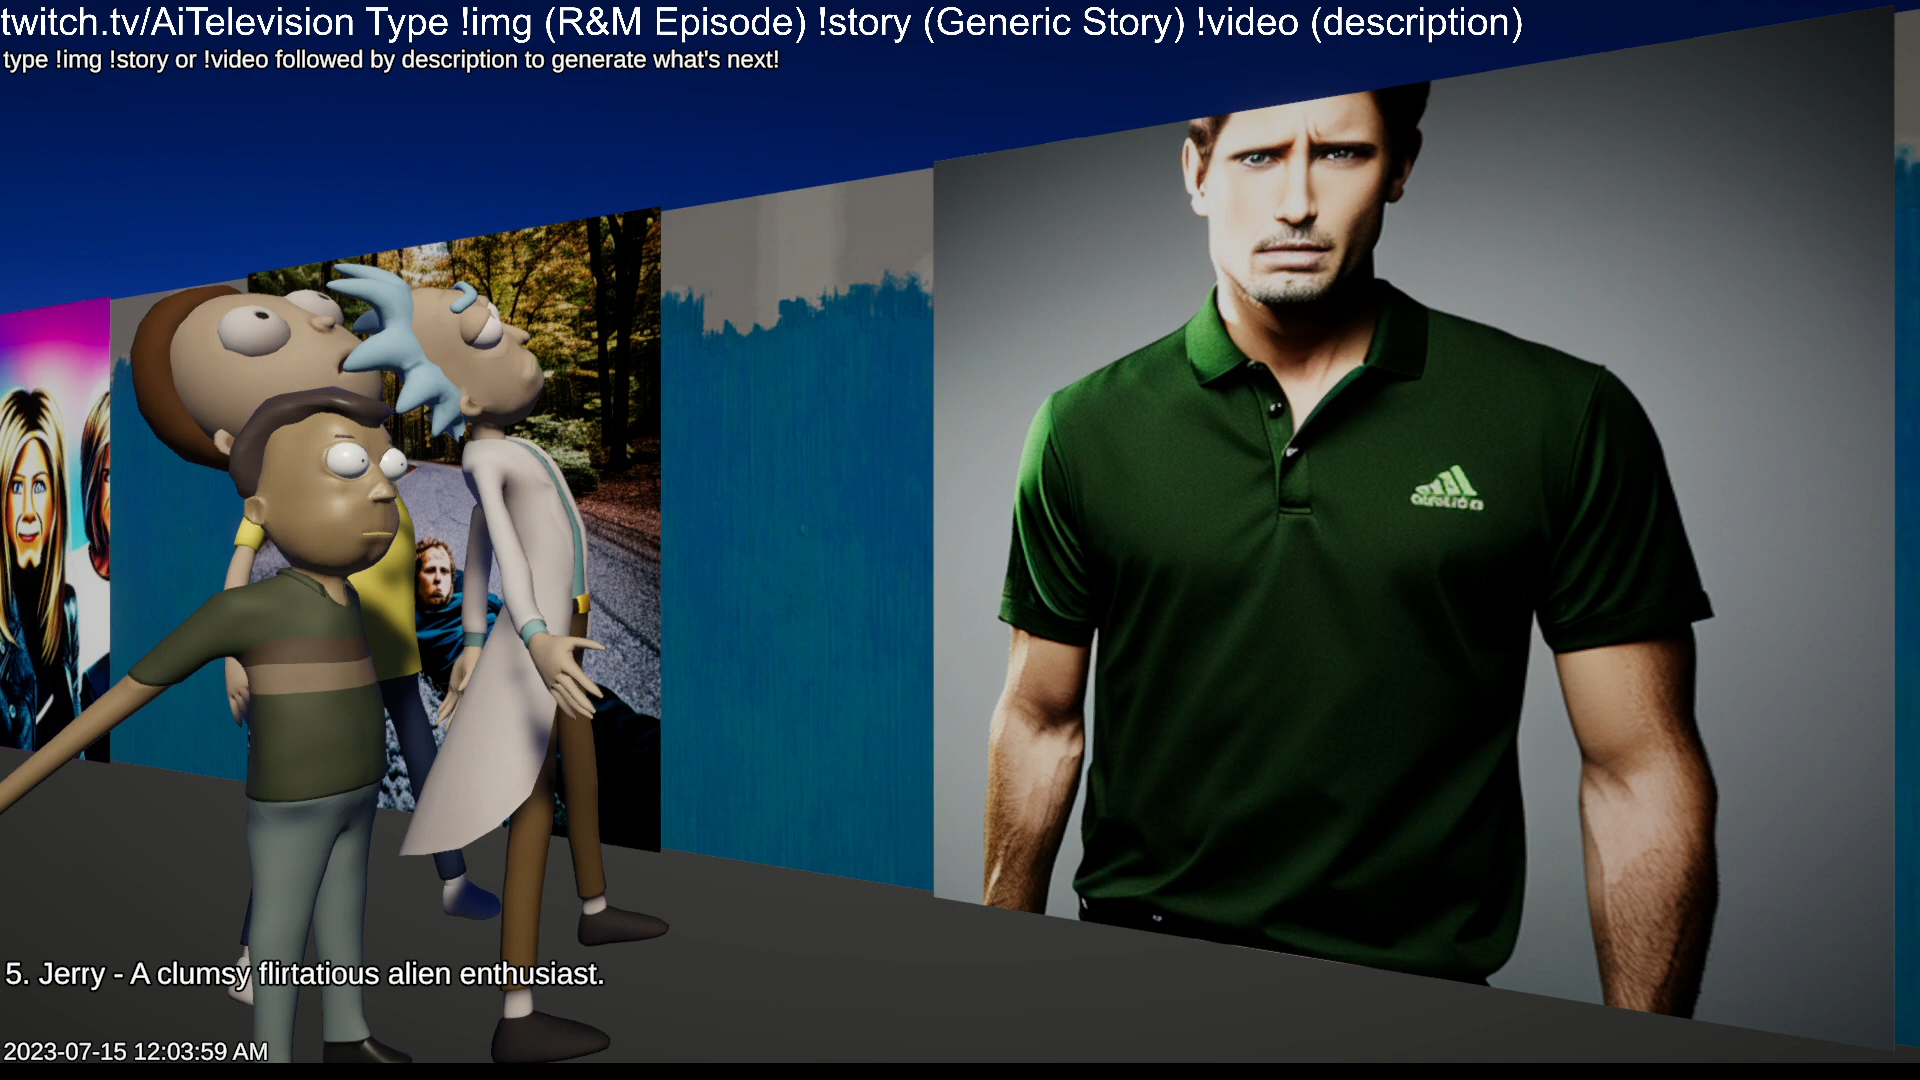 twitch.tv/AiTelevision Type !img (R&M Episode) !story (Generic Story) !video (description)
type !img !story or !video followed by description to generate what's next!
5. Jerry - A clumsy flirtatious alien enthusiast.
2023-07-15 12:03:59 AM